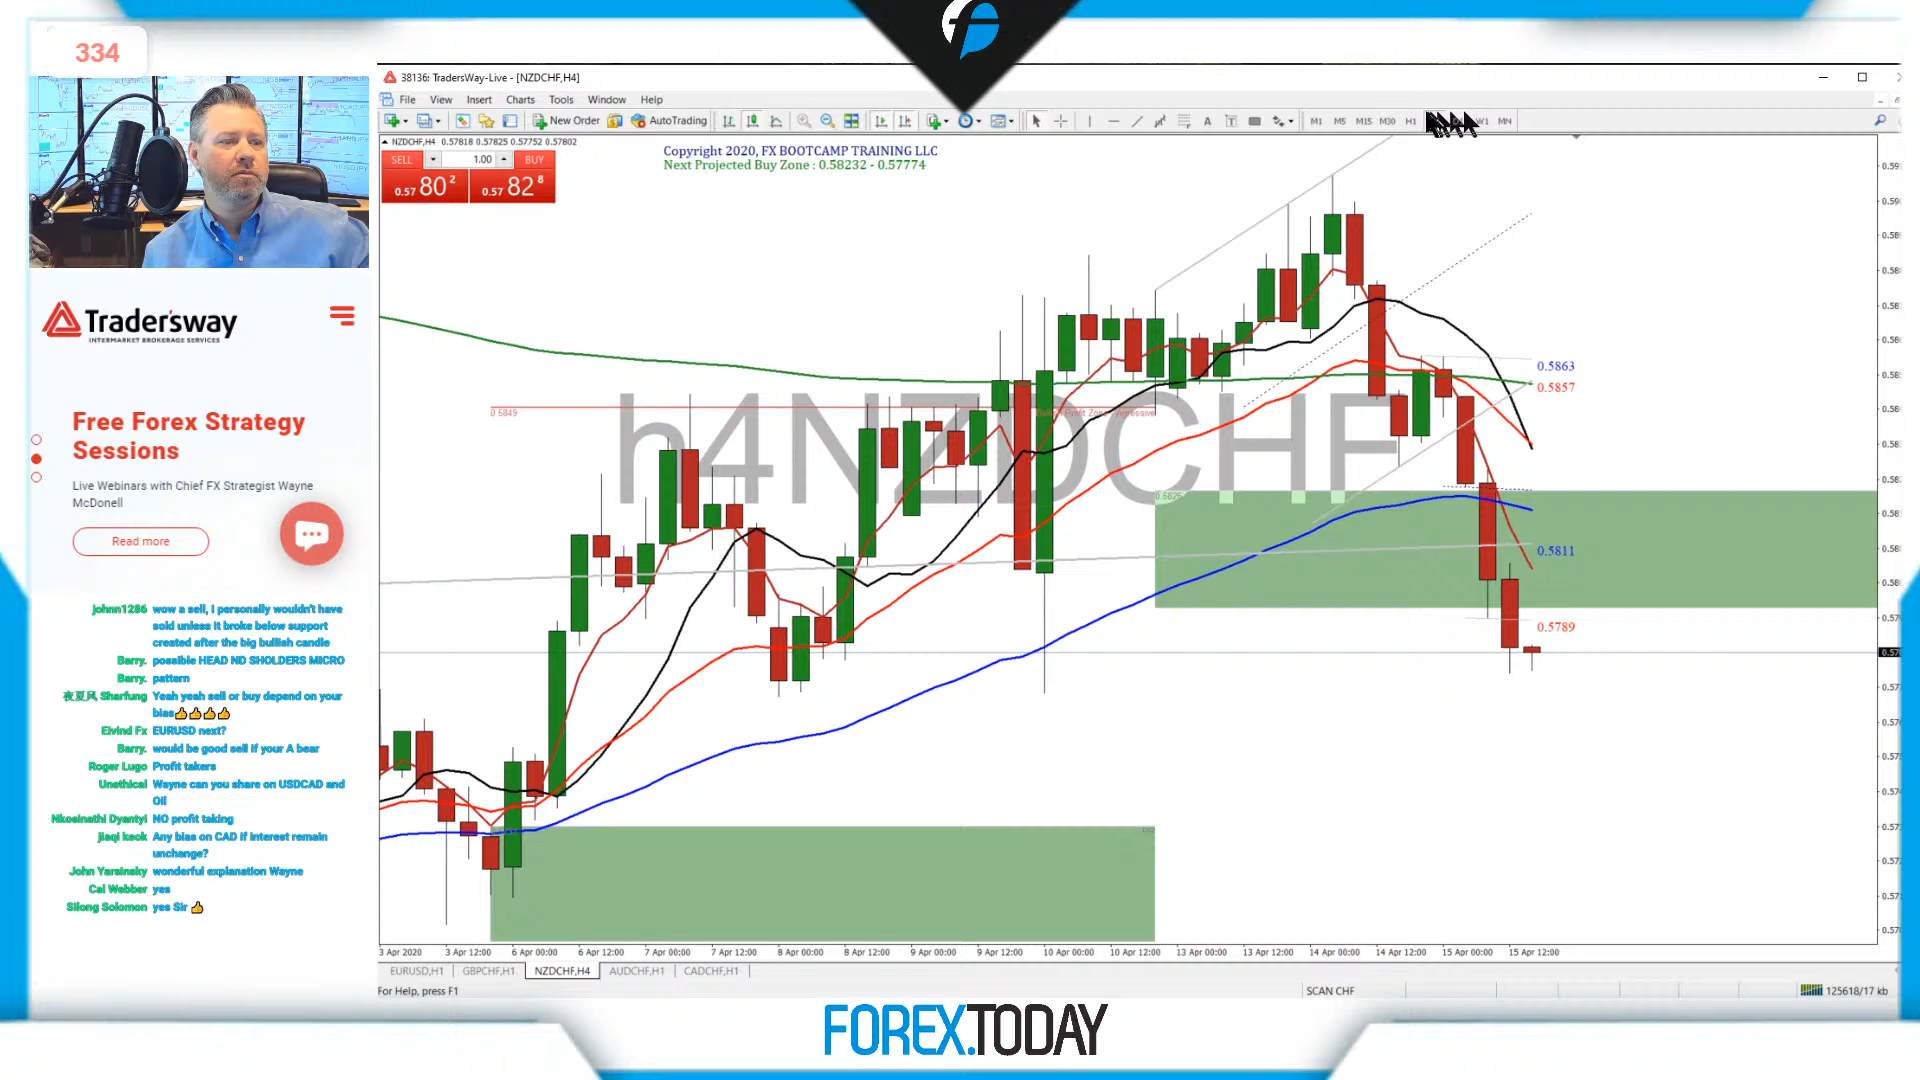 334
38136: TradersWay-Live - [NZDCHF,H4]
File View Insert Charts Tools Window Help
New Order AutoTrading M1 M5 M15 M30 H1 W1 MN
NZDCHF,H4 0.57818 0.57825 0.57752 0.57802
SELL 1.00 BUY
0.57 80 2 0.57 82 8
Copyright 2020, FX BOOTCAMP TRAINING LLC
Next Projected Buy Zone : 0.58232 - 0.57774
h4NZDCHF
0.5849
0.5826
0.5863
0.5857
0.5811
0.5789
Tradersway
INTERMARKET BROKERAGE SERVICES
Free Forex Strategy
Sessions
Live Webinars with Chief FX Strategist Wayne
McDonell
Read more
johnn1286 wow a sell, I personally wouldn't have
sold unless it broke below support
created after the big bullish candle
Barry. possible HEAD ND SHOLDERS MICRO
Barry. pattern
夜夏风 Sharfung Yeah yeah sell or buy depend on your
bias👍👍👍👍
Eivind Fx EURUSD next?
Barry. would be good sell if your A bear
Roger Lugo Profit takers
Unethical Wayne can you share on USDCAD and
Oil
Nkosinathi Dyantyi NO profit taking
jiaqi keok Any bias on CAD if interest remain
unchange?
John Yarsinsky wonderful explanation Wayne
Cal Webber yes
Silong Solomon yes Sir 👍
3 Apr 2020 3 Apr 12:00 6 Apr 00:00 6 Apr 12:00 7 Apr 00:00 7 Apr 12:00 8 Apr 00:00 8 Apr 12:00 9 Apr 00:00 9 Apr 12:00 10 Apr 00:00 10 Apr 12:00 13 Apr 00:00 13 Apr 12:00 14 Apr 00:00 14 Apr 12:00 15 Apr 00:00 15 Apr 12:00
EURUSD,H1 GBPCHF,H1 NZDCHF,H4 AUDCHF,H1 CADCHF,H1
For Help, press F1 SCAN CHF 125618/17 kb
FOREX.TODAY